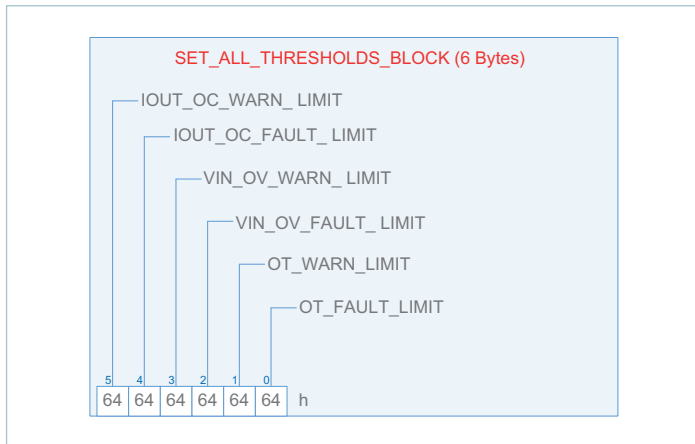 SET_ALL_THRESHOLDS_BLOCK (6 Bytes)
IOUT_OC_WARN_ LIMIT
IOUT_OC_FAULT_ LIMIT
VIN_OV_WARN_ LIMIT
VIN_OV_FAULT_ LIMIT
OT_WARN_LIMIT
OT_FAULT_LIMIT
5 4 3 2 1 0
64 64 64 64 64 64 h